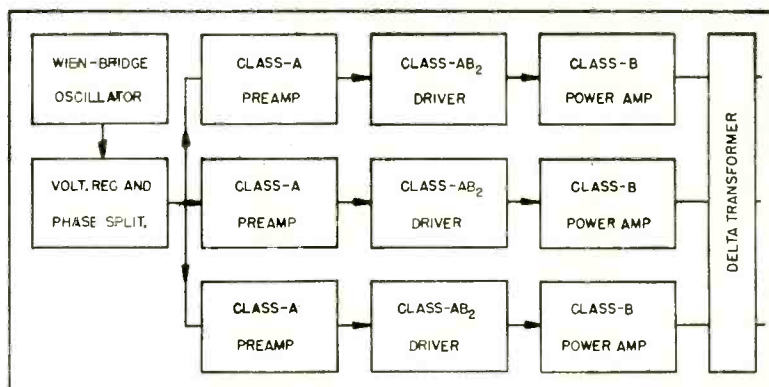 WIEN-BRIDGE
OSCILLATOR
CLASS-A
PREAMP
CLASS-AB₂
DRIVER
CLASS-B
POWER AMP
VOLT. REG AND
PHASE SPLIT.
CLASS-A
PREAMP
CLASS-AB₂
DRIVER
CLASS-B
POWER AMP
CLASS-A
PREAMP
CLASS-AB₂
DRIVER
CLASS-B
POWER AMP
DELTA TRANSFORMER